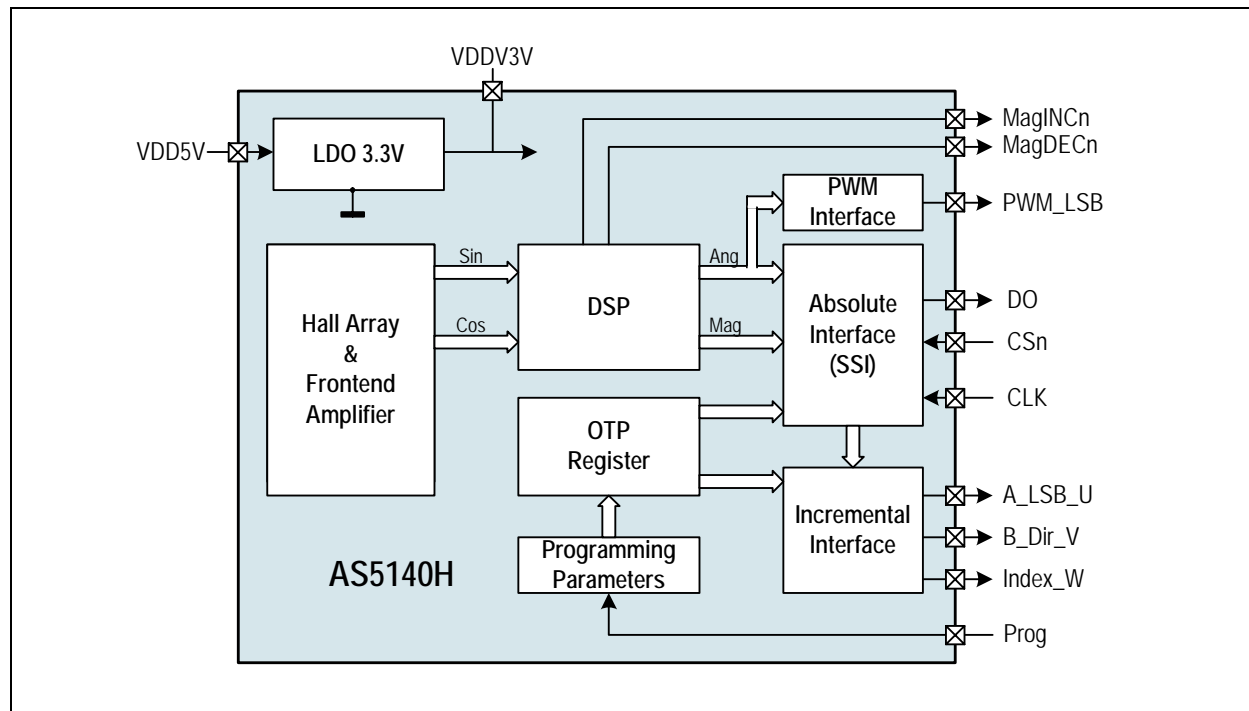 VDDV3V
VDD5V
LDO 3.3V
MagINCn
MagDECn
PWM
Interface
PWM_LSB
Hall Array
&
Frontend
Amplifier
Sin
Cos
DSP
Ang
Mag
Absolute
Interface
(SSI)
DO
CSn
CLK
OTP
Register
Programming
Parameters
Incremental
Interface
A_LSB_U
B_Dir_V
Index_W
Prog
AS5140H